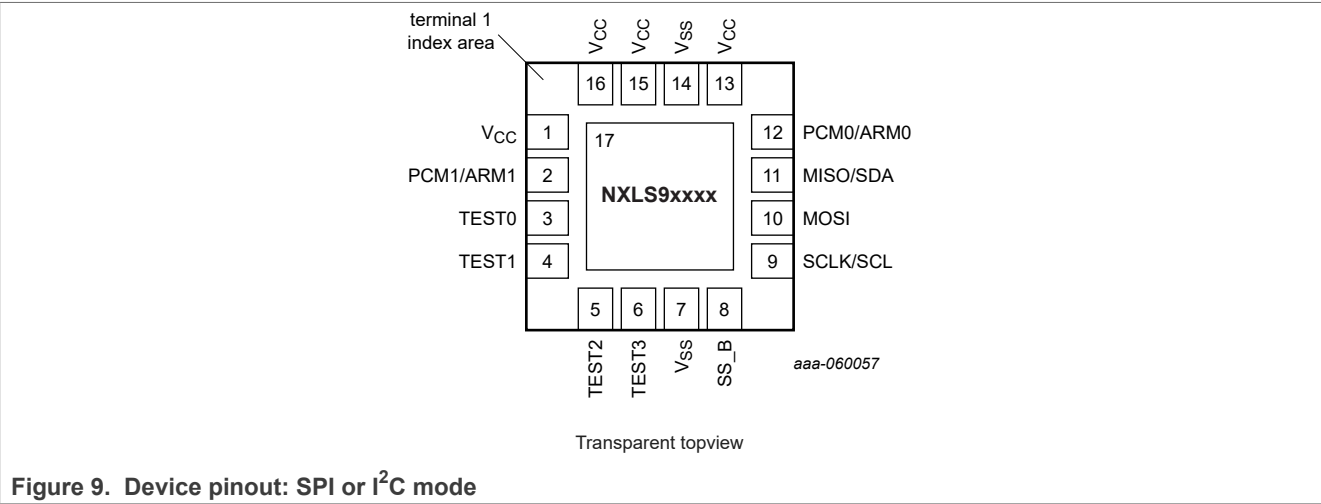 terminal 1
index area
VCC
VCC
VSS
VCC
16
15
14
13
VCC
1
17
12
PCM0/ARM0
PCM1/ARM1
2
NXLS9xxxx
11
MISO/SDA
TEST0
3
10
MOSI
TEST1
4
9
SCLK/SCL
5
6
7
8
TEST2
TEST3
VSS
SS_B
aaa-060057
Transparent topview
Figure 9. Device pinout: SPI or I2C mode